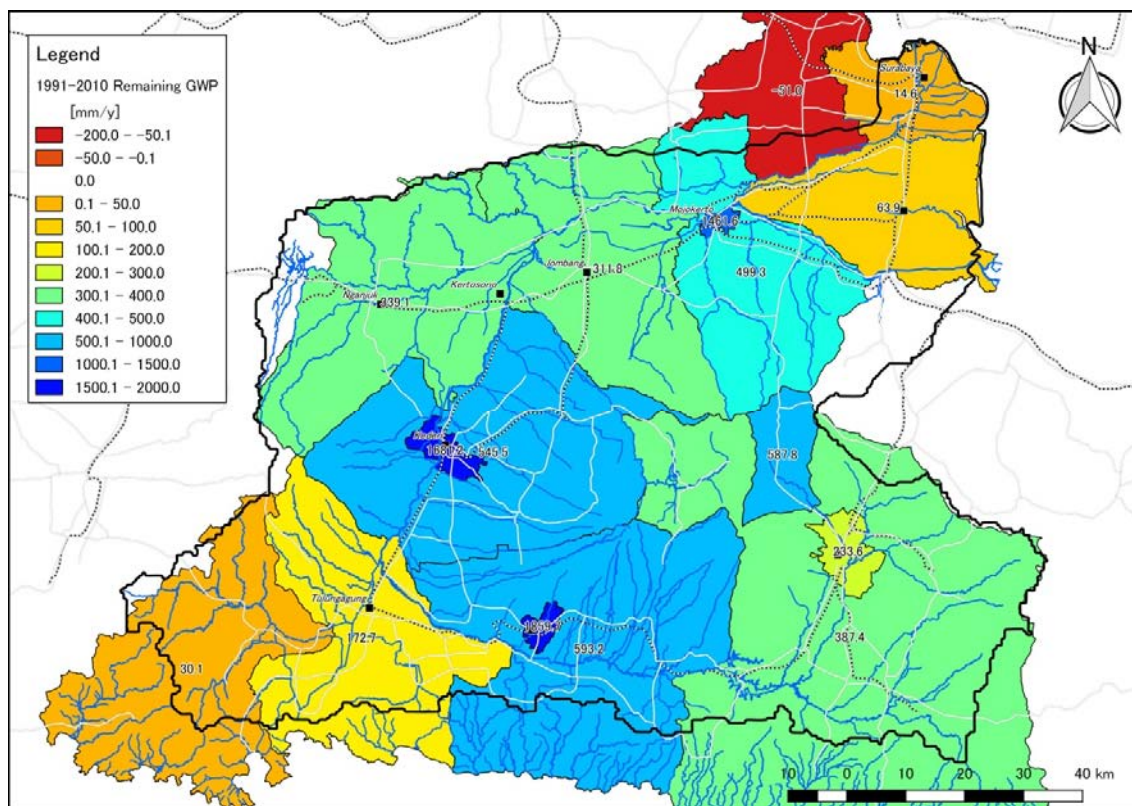 Legend
1991-2010 Remaining GWP
[mm/y]
-200.0 - -50.1
-50.0 - -0.1
0.0
0.1 - 50.0
50.1 - 100.0
100.1 - 200.0
200.1 - 300.0
300.1 - 400.0
400.1 - 500.0
500.1 - 1000.0
1000.1 - 1500.0
1500.1 - 2000.0
N
Surabaya
14.6
-51.0
63.9
Mojokerto
1461.6
499.3
Jombang
311.8
Kertosono
Nganjuk
339.1
Kediri
545.5
587.8
233.6
Tulungagung
172.7
593.2
387.4
30.1
10 0 10 20 30 40 km